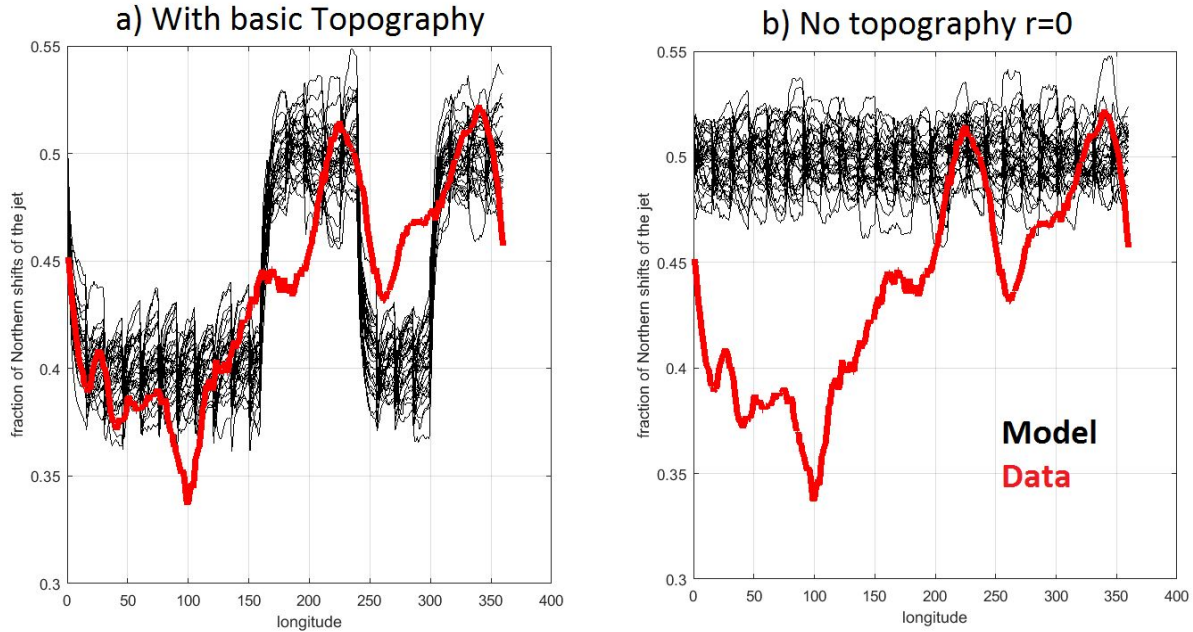 a) With basic Topography
0.55
0.5
0.45
0.4
0.35
0.3
fraction of Northern shifts of the jet
0 50 100 150 200 250 300 350 400
longitude
b) No topography r=0
0.55
0.5
0.45
0.4
0.35
0.3
fraction of Northern shifts of the jet
Model
Data
0 50 100 150 200 250 300 350 400
longitude